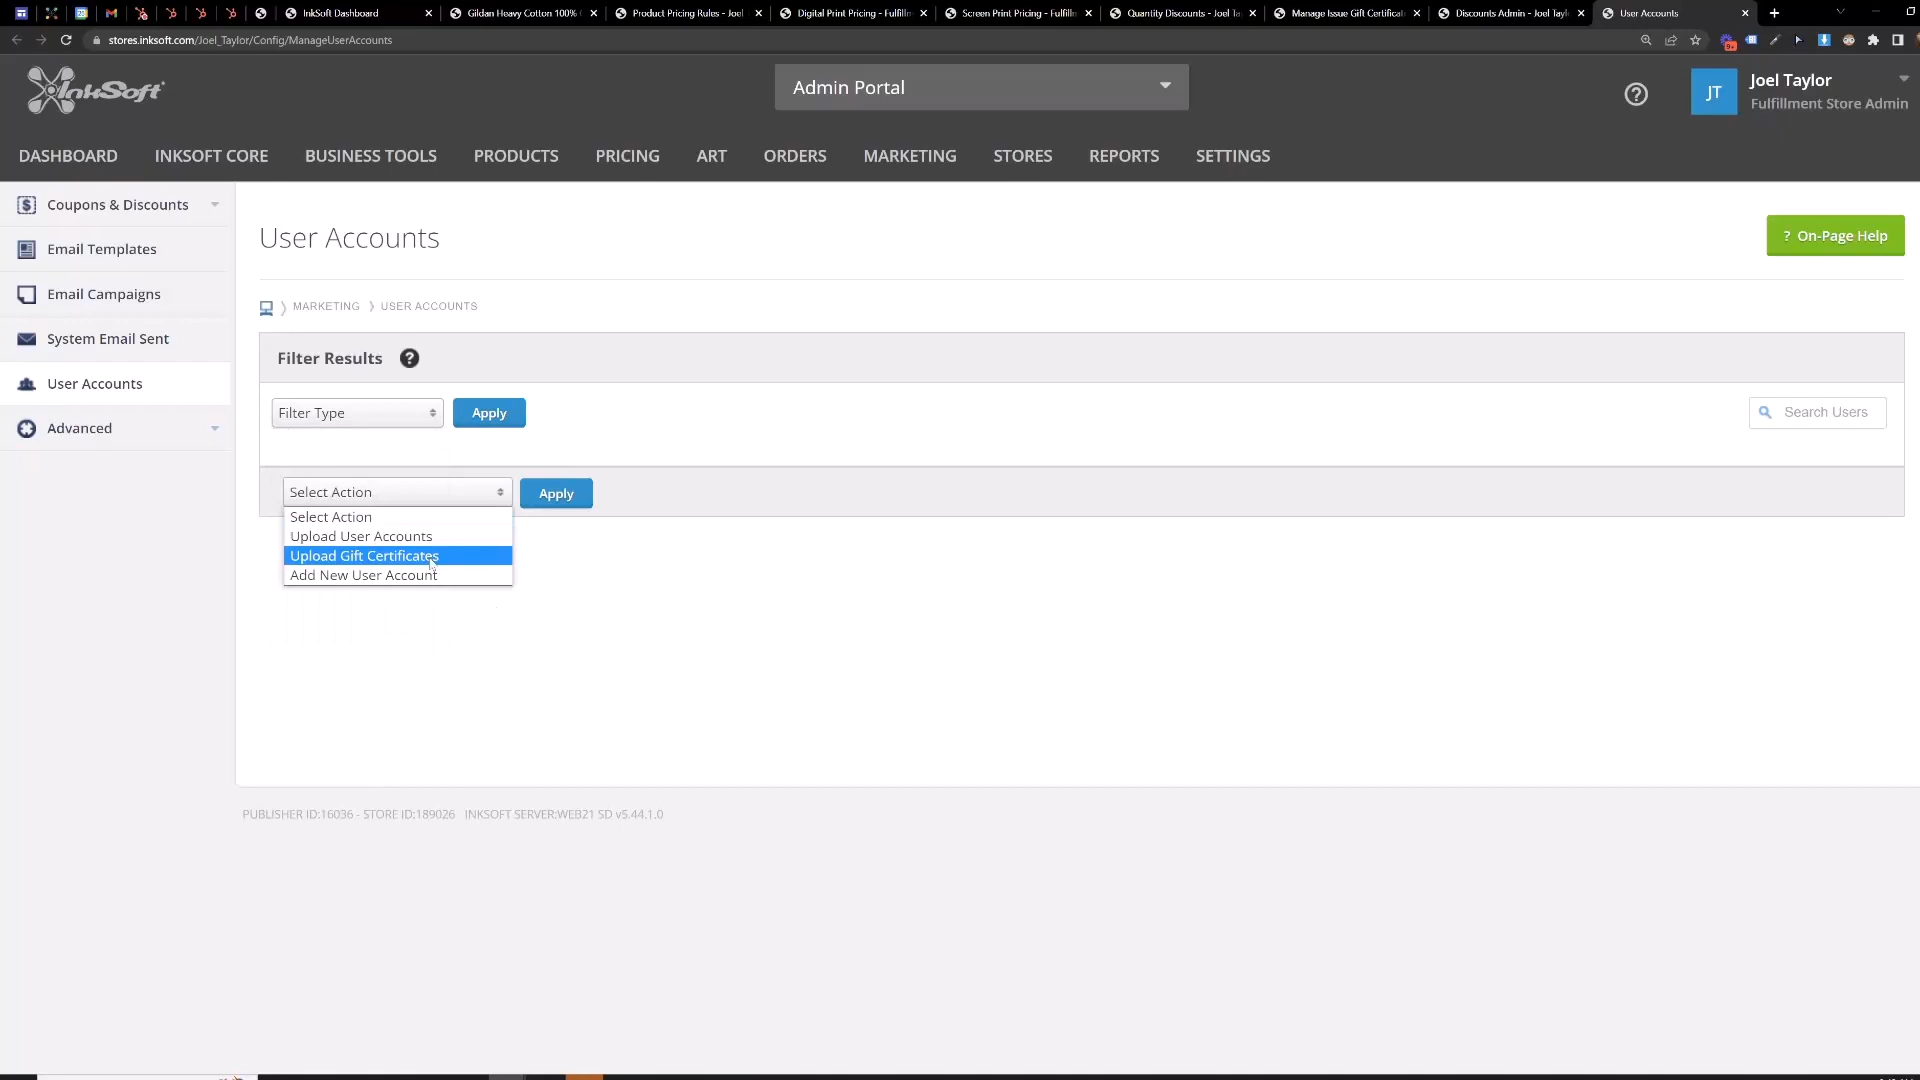 InkSoft Dashboard
Gildan Heavy Cotton 100%
Product Pricing Rules - Joel
Digital Print Pricing - Fulfillm
Screen Print Pricing - Fulfillm
Quantity Discounts - Joel Ta
Manage Issue Gift Certificat
Discounts Admin - Joel Tayl
User Accounts
stores.inksoft.com/Joel_Taylor/Config/ManageUserAccounts
9+
InkSoft
Admin Portal
?
JT
Joel Taylor
Fulfillment Store Admin
DASHBOARD INKSOFT CORE BUSINESS TOOLS PRODUCTS PRICING ART ORDERS MARKETING STORES REPORTS SETTINGS
Coupons & Discounts
Email Templates
Email Campaigns
System Email Sent
User Accounts
Advanced
User Accounts
? On-Page Help
MARKETING USER ACCOUNTS
Filter Results ?
Filter Type Apply
Search Users
Select Action Apply
Select Action
Upload User Accounts
Upload Gift Certificates
Add New User Account
PUBLISHER ID:16036 - STORE ID:189026 INKSOFT SERVER:WEB21 SD v5.44.1.0